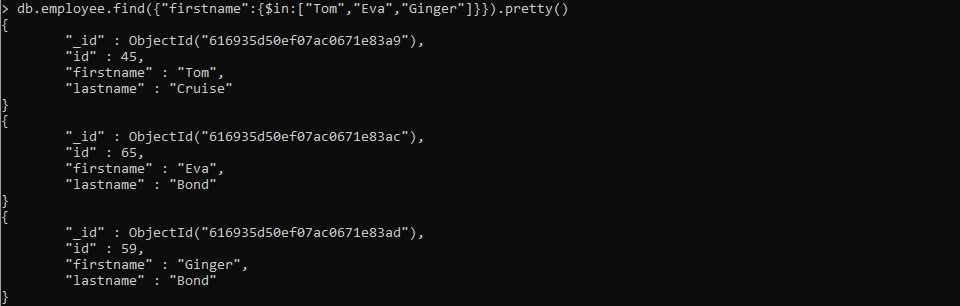 > db.employee.find({"firstname":{$in:["Tom","Eva","Ginger"]}}).pretty()
{
"_id" : ObjectId("616935d50ef07ac0671e83a9"),
"id" : 45,
"firstname" : "Tom",
"lastname" : "Cruise"
}
{
"_id" : ObjectId("616935d50ef07ac0671e83ac"),
"id" : 65,
"firstname" : "Eva",
"lastname" : "Bond"
}
{
"_id" : ObjectId("616935d50ef07ac0671e83ad"),
"id" : 59,
"firstname" : "Ginger",
"lastname" : "Bond"
}